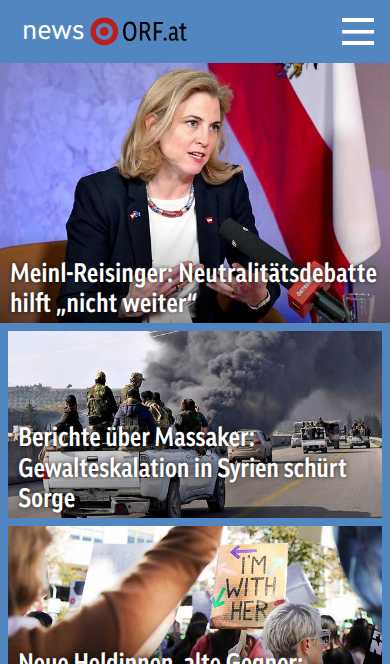 news ORF.at
Meinl-Reisinger: Neutralitätsdebatte
hilft „nicht weiter“
Berichte über Massaker:
Gewalteskalation in Syrien schürt
Sorge
I'M
WITH
HER
Neue Heldinnen, alte Gegner: